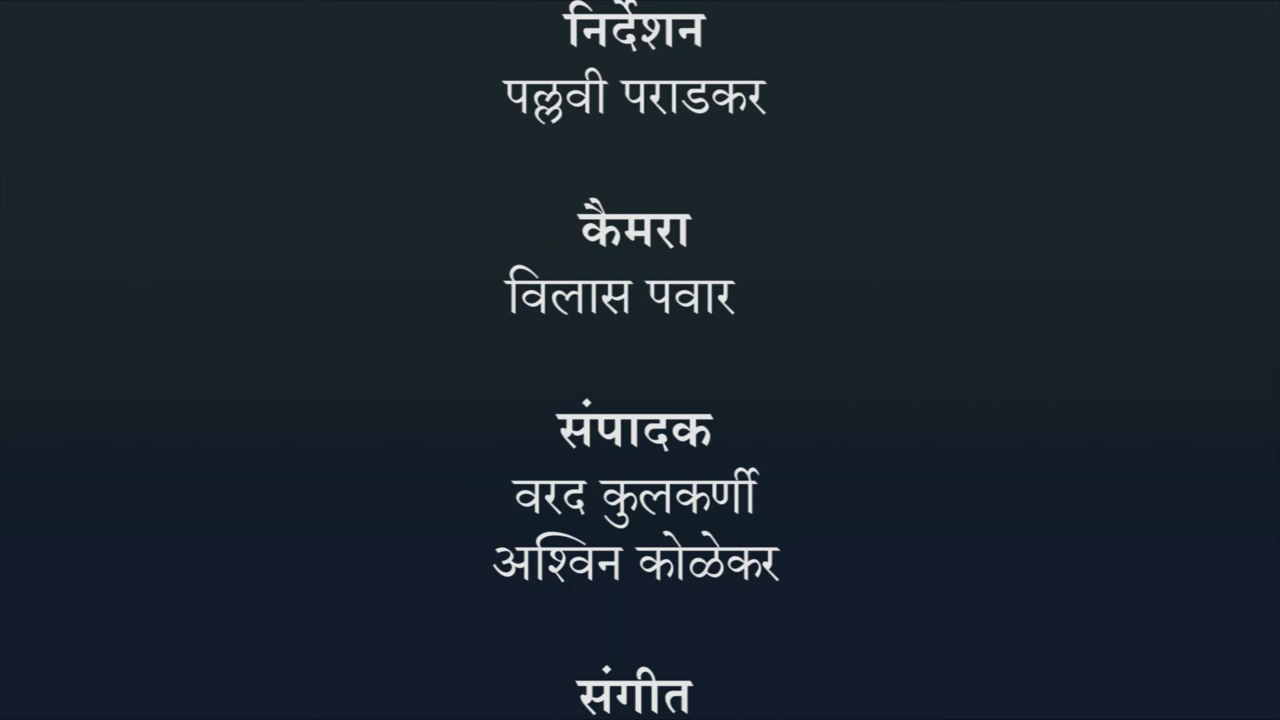 निर्देशन
पल्लवी पराडकर
कैमरा
विलास पवार
संपादक
वरद कुलकर्णी
अश्विन कोळेकर
संगीत